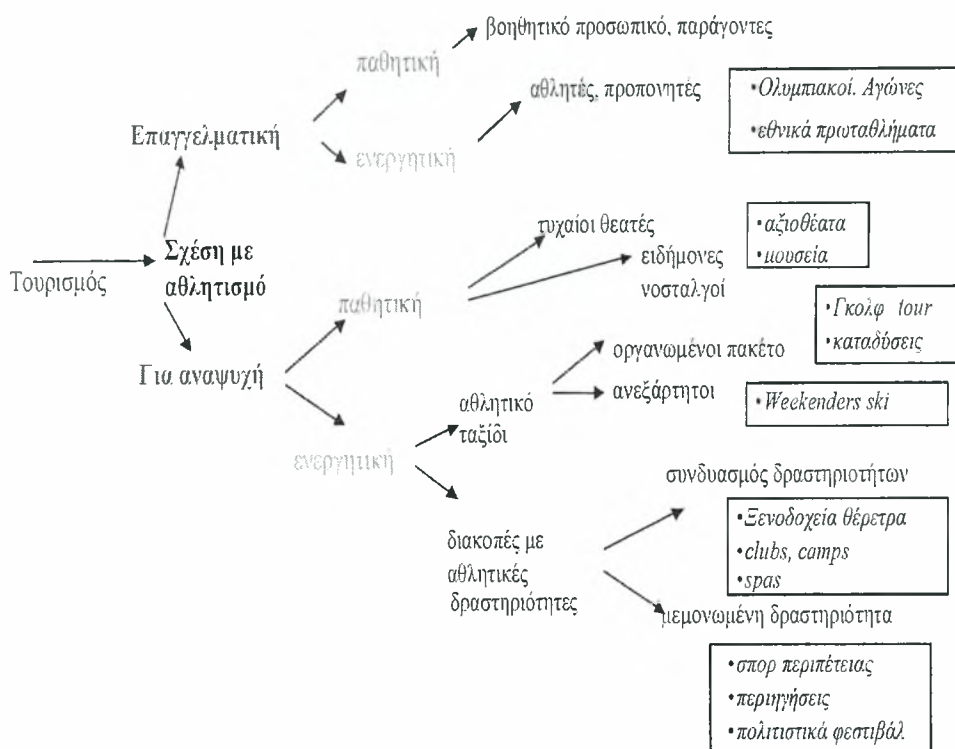 βοηθητικό προσωπικό, παράγοντες
παθητική
αθλητές, προπονητές
•Ολυμπιακοί. Αγώνες
•εθνικά πρωταθλήματα
Επαγγελματική
ενεργητική
τυχαίοι θεατές
•αξιοθέατα
•μουσεία
Σχέση με
αθλητισμό
Τουρισμός
ειδήμονες
νοσταλγοί
παθητική
•Γκολφ tour
•καταδύσεις
οργανωμένοι πακέτο
Για αναψυχή
ανεξάρτητοι
•Weekenders ski
αθλητικό
ταξίδι
ενεργητική
συνδυασμός δραστηριοτήτων
•Ξενοδοχεία θέρετρα
•clubs, camps
•spas
διακοπές με
αθλητικές
δραστηριότητες
μεμονωμένη δραστηριότητα
•σπορ περιπέτειας
•περιηγήσεις
•πολιτιστικά φεστιβάλ